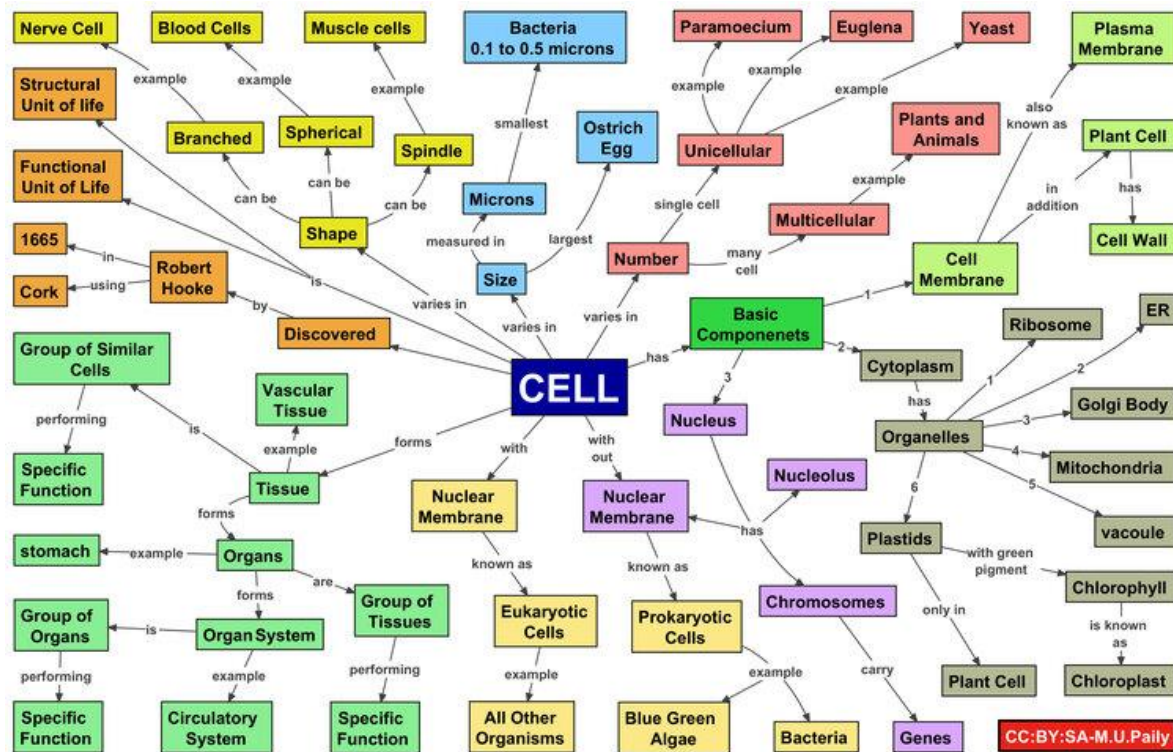 Nerve Cell
Blood Cells
Muscle cells
Bacteria
0.1 to 0.5 microns
Paramoecium
Euglena
Yeast
Plasma
Membrane
example
example
example
smallest
example
example
example
also
known as
Structural
Unit of life
Branched
Spherical
Spindle
Ostrich
Egg
Unicellular
Plants and
Animals
Plant Cell
Functional
Unit of Life
can be
can be
can be
Microns
single cell
example
in
addition
has
1665
Shape
measured in
largest
Multicellular
Cell Wall
in
Robert
Hooke
Size
Number
many
cell
Cell
Membrane
Cork
using
is
by
varies in
varies in
varies in
Discovered
Basic
Componenets
1
Ribosome
ER
Group of Similar
Cells
CELL
has
2
Cytoplasm
1
2
Vascular
Tissue
3
has
Golgi Body
performing
is
example
forms
with
with
out
Nucleus
Organelles
3
4
Mitochondria
Specific
Function
Tissue
Nuclear
Membrane
Nuclear
Membrane
Nucleolus
6
5
forms
has
Plastids
vacoule
stomach
example
Organs
known as
known as
with green
pigment
are
forms
Group of
Organs
is
Organ System
Group of
Tissues
Eukaryotic
Cells
Prokaryotic
Cells
Chromosomes
only in
Chlorophyll
is known
as
performing
example
performing
example
example
carry
Plant Cell
Chloroplast
Specific
Function
Circulatory
System
Specific
Function
All Other
Organisms
Blue Green
Algae
Bacteria
Genes
CC:BY:SA-M.U.Paily